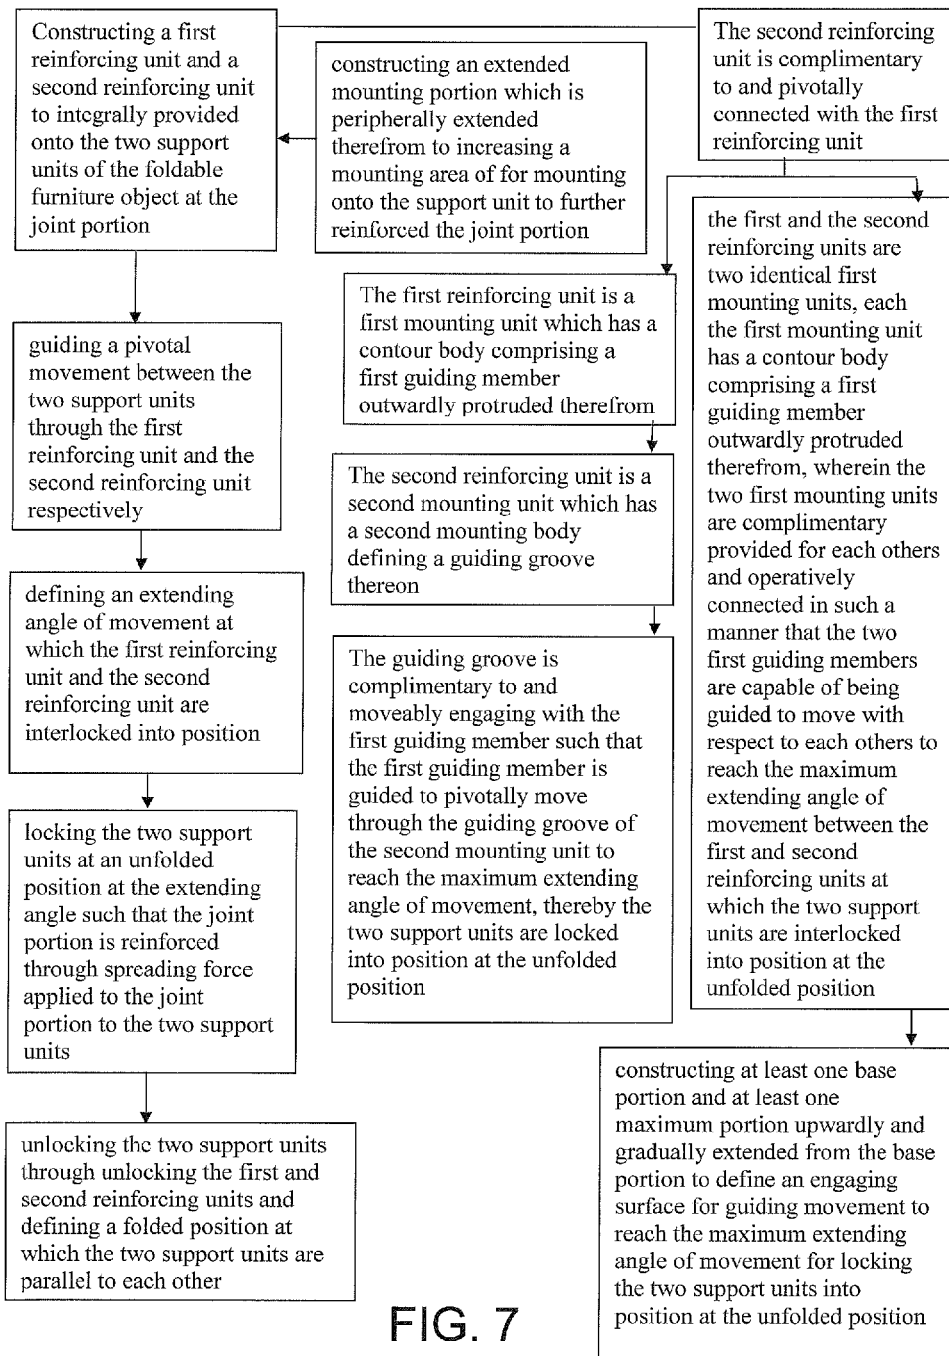 Constructing a first
reinforcing unit and a
second reinforcing unit
to integrally provided
onto the two support
units of the foldable
furniture object at the
joint portion
constructing an extended
mounting portion which is
peripherally extended
therefrom to increasing a
mounting area of for mounting
onto the support unit to further
reinforced the joint portion
The second reinforcing
unit is complimentary
to and pivotally
connected with the first
reinforcing unit
guiding a pivotal
movement between the
two support units
through the first
reinforcing unit and the
second reinforcing unit
respectively
defining an extending
angle of movement at
which the first reinforcing
unit and the second
reinforcing unit are
interlocked into position
locking the two support
units at an unfolded
position at the extending
angle such that the joint
portion is reinforced
through spreading force
applied to the joint
portion to the two support
units
unlocking the two support units
through unlocking the first and
second reinforcing units and
defining a folded position at
which the two support units are
parallel to each other
The first reinforcing unit is a
first mounting unit which has a
contour body comprising a
first guiding member
outwardly protruded therefrom
The second reinforcing unit is a
second mounting unit which has
a second mounting body
defining a guiding groove
thereon
The guiding groove is
complimentary to and
moveably engaging with the
first guiding member such that
the first guiding member is
guided to pivotally move
through the guiding groove of
the second mounting unit to
reach the maximum extending
angle of movement, thereby the
two support units are locked
into position at the unfolded
position
the first and the second
reinforcing units are
two identical first
mounting units, each
the first mounting unit
has a contour body
comprising a first
guiding member
outwardly protruded
therefrom, wherein the
two first mounting units
are complimentary
provided for each others
and operatively
connected in such a
manner that the two
first guiding members
are capable of being
guided to move with
respect to each others to
reach the maximum
extending angle of
movement between the
first and second
reinforcing units at
which the two support
units are interlocked
into position at the
unfolded position
constructing at least one base
portion and at least one
maximum portion upwardly and
gradually extended from the base
portion to define an engaging
surface for guiding movement to
reach the maximum extending
angle of movement for locking
the two support units into
position at the unfolded position
FIG. 7